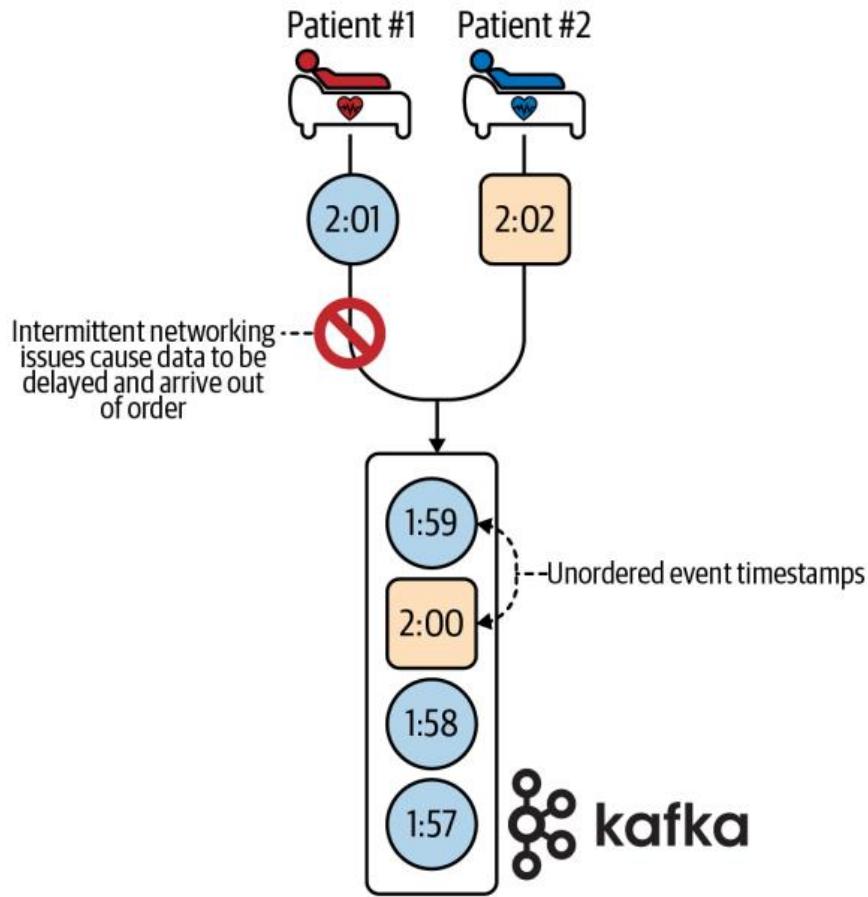 Patient #1
Patient #2
2:01
2:02
Intermittent networking
issues cause data to be
delayed and arrive out
of order
1:59
Unordered event timestamps
2:00
1:58
1:57
kafka